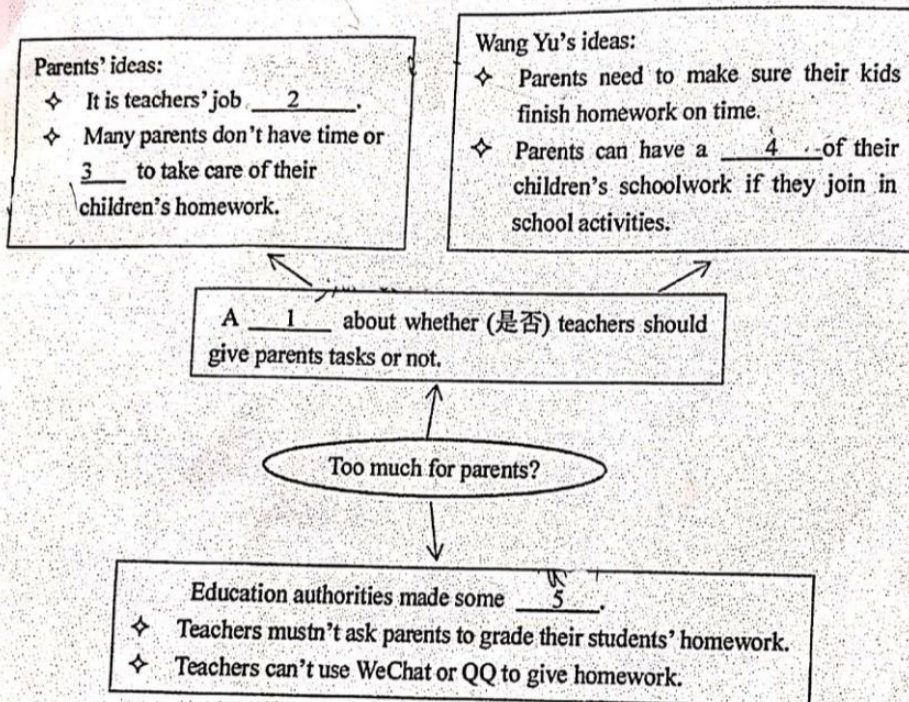 Parents' ideas:
✧ It is teachers' job 2 .
✧ Many parents don't have time or
3 to take care of their
children's homework.
Wang Yu's ideas:
✧ Parents need to make sure their kids
finish homework on time.
✧ Parents can have a 4 of their
children's schoolwork if they join in
school activities.
A 1 about whether (是否) teachers should
give parents tasks or not.
Too much for parents?
Education authorities made some 5 .
✧ Teachers mustn't ask parents to grade their students' homework.
✧ Teachers can't use WeChat or QQ to give homework.